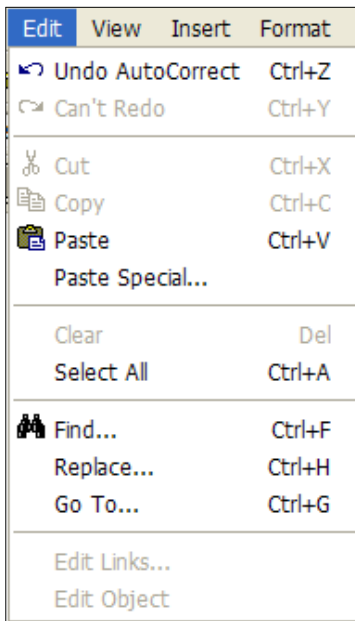 Edit View Insert Format
Undo AutoCorrect Ctrl+Z
Can't Redo Ctrl+Y
Cut Ctrl+X
Copy Ctrl+C
Paste Ctrl+V
Paste Special...
Clear Del
Select All Ctrl+A
Find... Ctrl+F
Replace... Ctrl+H
Go To... Ctrl+G
Edit Links...
Edit Object